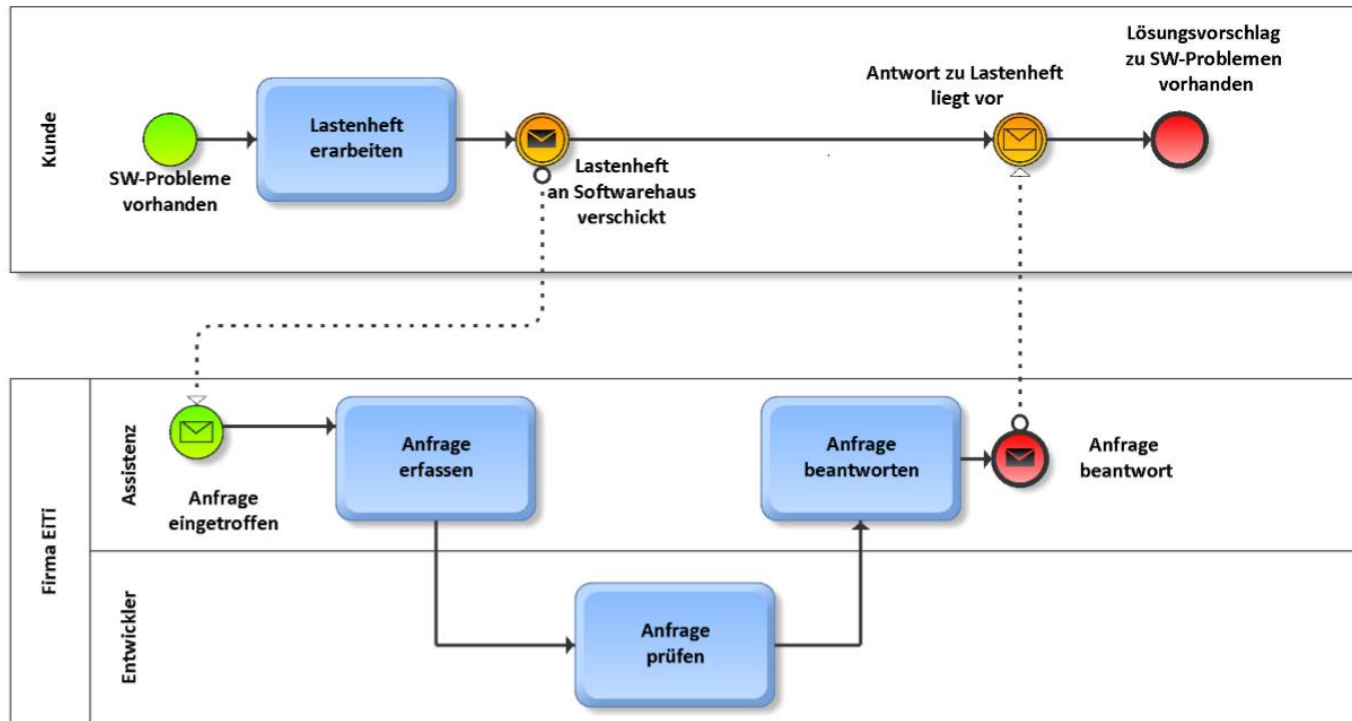 Kunde
SW-Probleme
vorhanden
Lastenheft
erarbeiten
Lastenheft
an Softwarehaus
verschickt
Antwort zu Lastenheft
liegt vor
Lösungsvorschlag
zu SW-Problemen
vorhanden
Firma EiTi
Assistenz
Anfrage
eingetroffen
Anfrage
erfassen
Anfrage
beantworten
Anfrage
beantwort
Entwickler
Anfrage
prüfen